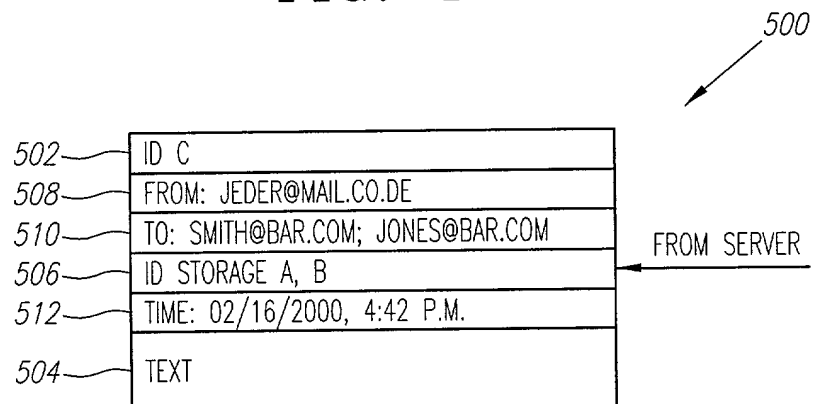 500
502 ID C
508 FROM: JEDER@MAIL.CO.DE
510 TO: SMITH@BAR.COM; JONES@BAR.COM
FROM SERVER
506 ID STORAGE A, B
512 TIME: 02/16/2000, 4:42 P.M.
504 TEXT